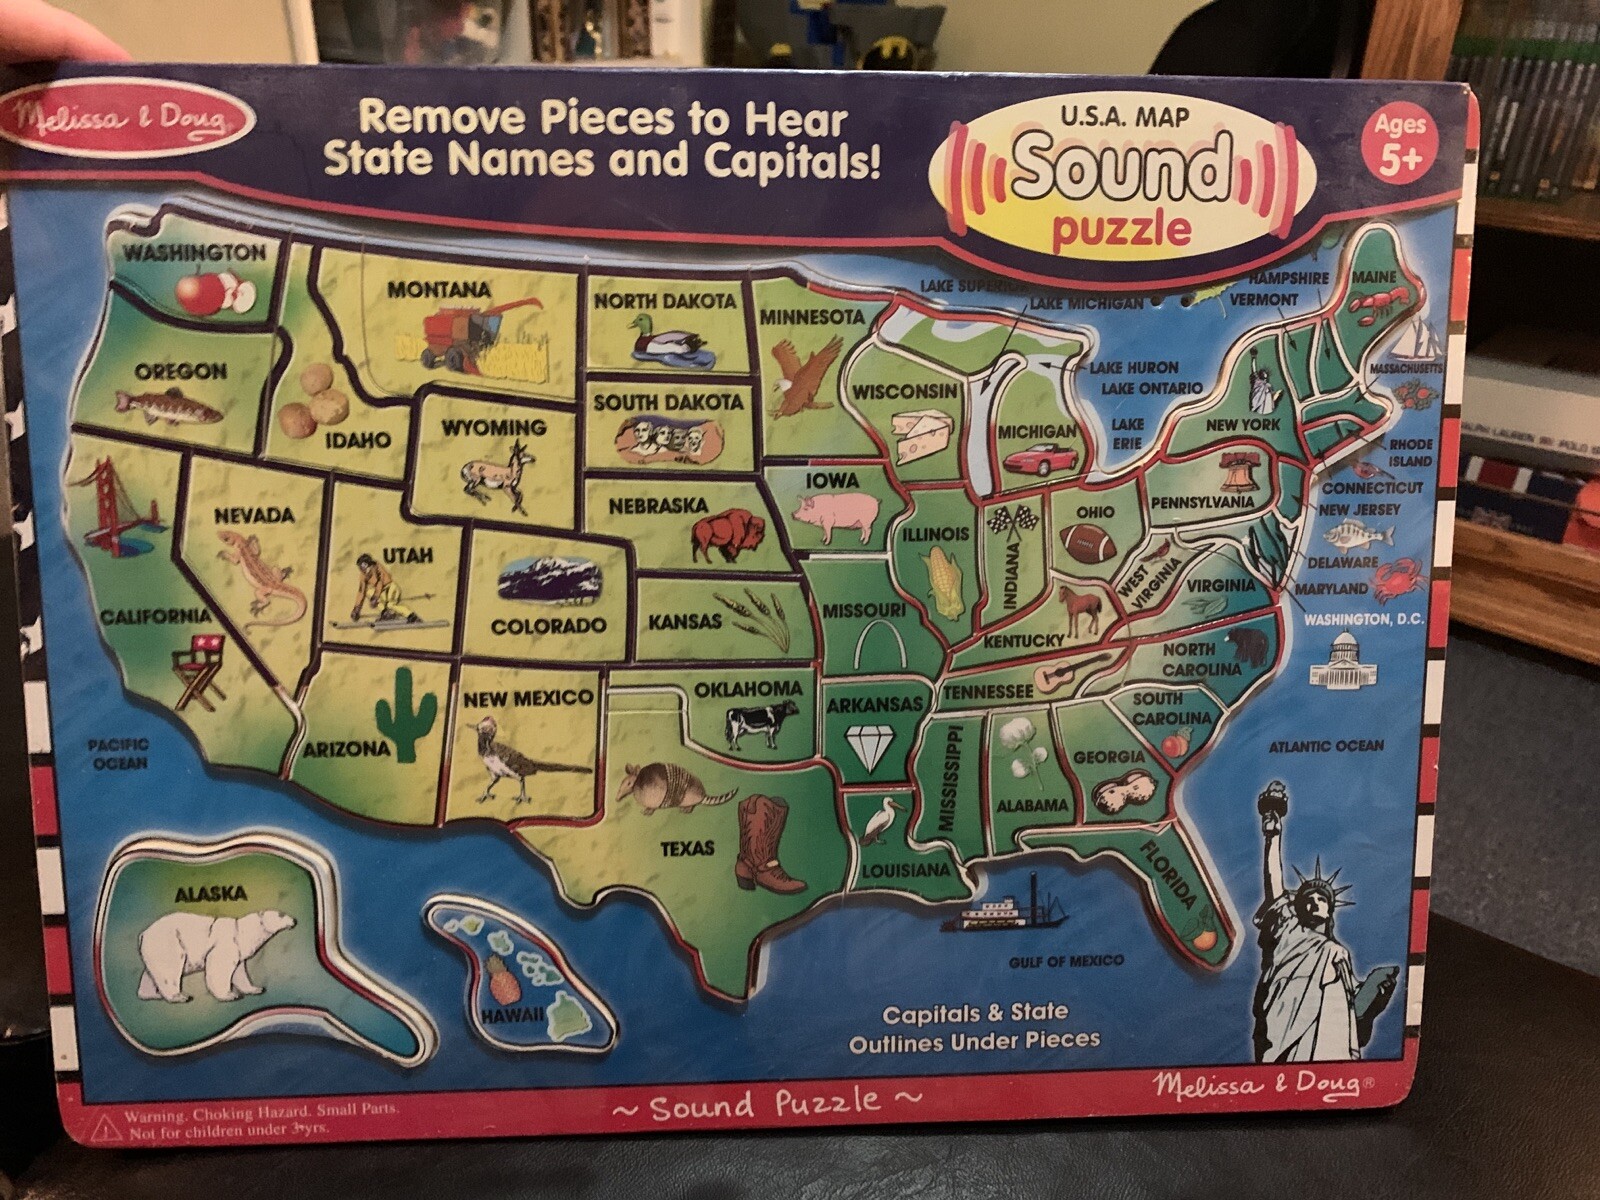 Melissa & Doug
Remove Pieces to Hear
State Names and Capitals!
U.S.A. MAP
Sound
puzzle
Ages
5+
WASHINGTON
MONTANA
NORTH DAKOTA
MINNESOTA
LAKE SUPERIOR
LAKE MICHIGAN
HAMPSHIRE
VERMONT
MAINE
OREGON
IDAHO
WYOMING
SOUTH DAKOTA
WISCONSIN
MICHIGAN
LAKE HURON
LAKE ONTARIO
LAKE
ERIE
NEW YORK
MASSACHUSETTS
RHODE
ISLAND
CONNECTICUT
NEW JERSEY
DELAWARE
MARYLAND
WASHINGTON, D.C.
NEVADA
UTAH
COLORADO
NEBRASKA
IOWA
ILLINOIS
INDIANA
OHIO
PENNSYLVANIA
WEST
VIRGINIA
VIRGINIA
CALIFORNIA
KANSAS
MISSOURI
KENTUCKY
NORTH
CAROLINA
ARIZONA
NEW MEXICO
OKLAHOMA
ARKANSAS
TENNESSEE
SOUTH
CAROLINA
PACIFIC
OCEAN
TEXAS
LOUISIANA
MISSISSIPPI
ALABAMA
GEORGIA
FLORIDA
ATLANTIC OCEAN
ALASKA
HAWAII
GULF OF MEXICO
Capitals & State
Outlines Under Pieces
Warning. Choking Hazard. Small Parts.
Not for children under 3 yrs.
~ Sound Puzzle ~
Melissa & Doug®